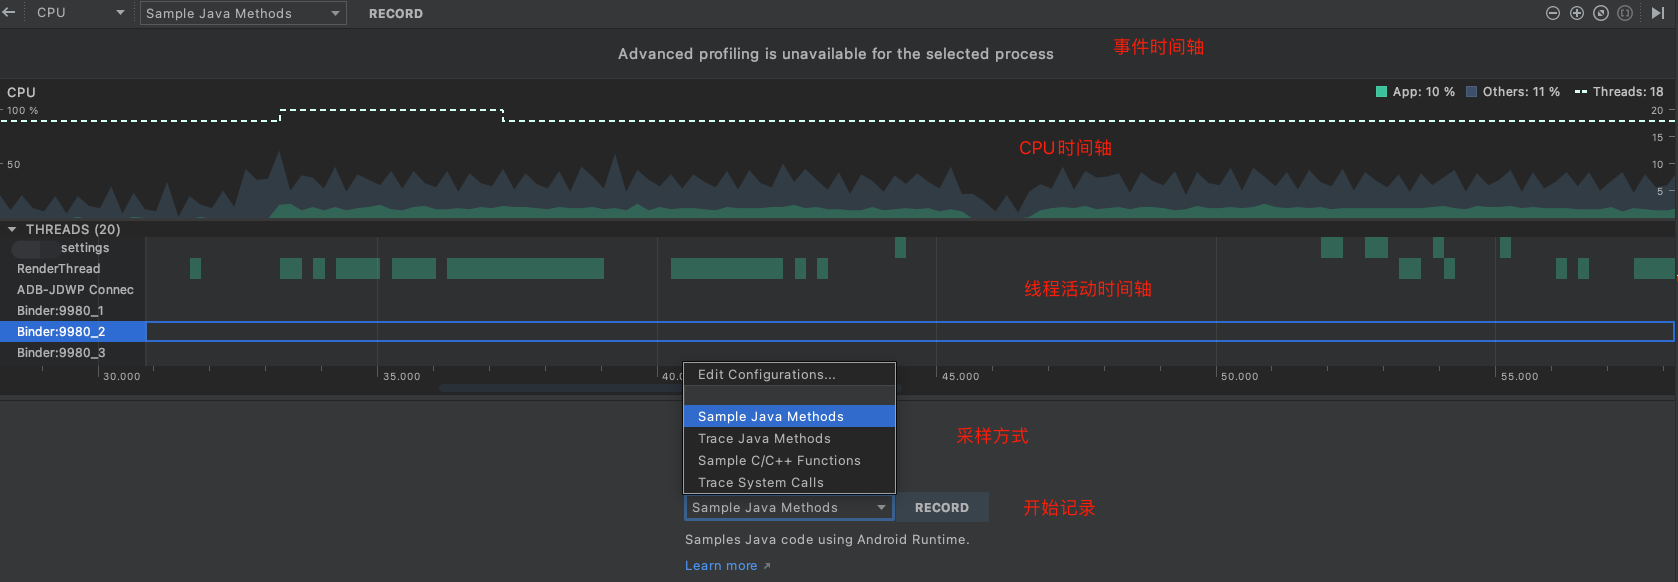 CPU Sample Java Methods RECORD
Advanced profiling is unavailable for the selected process 事件时间轴
CPU App: 10 % Others: 11 % Threads: 18
100 % 20
15
CPU时间轴
50 10
5
THREADS (20)
settings
RenderThread
ADB-JDWP Connec 线程活动时间轴
Binder:9980_1
Binder:9980_2
Binder:9980_3
30.000 35.000 40.0 45.000 50.000 55.000
Edit Configurations...
Sample Java Methods
采样方式
Trace Java Methods
Sample C/C++ Functions
Trace System Calls
Sample Java Methods RECORD 开始记录
Samples Java code using Android Runtime.
Learn more